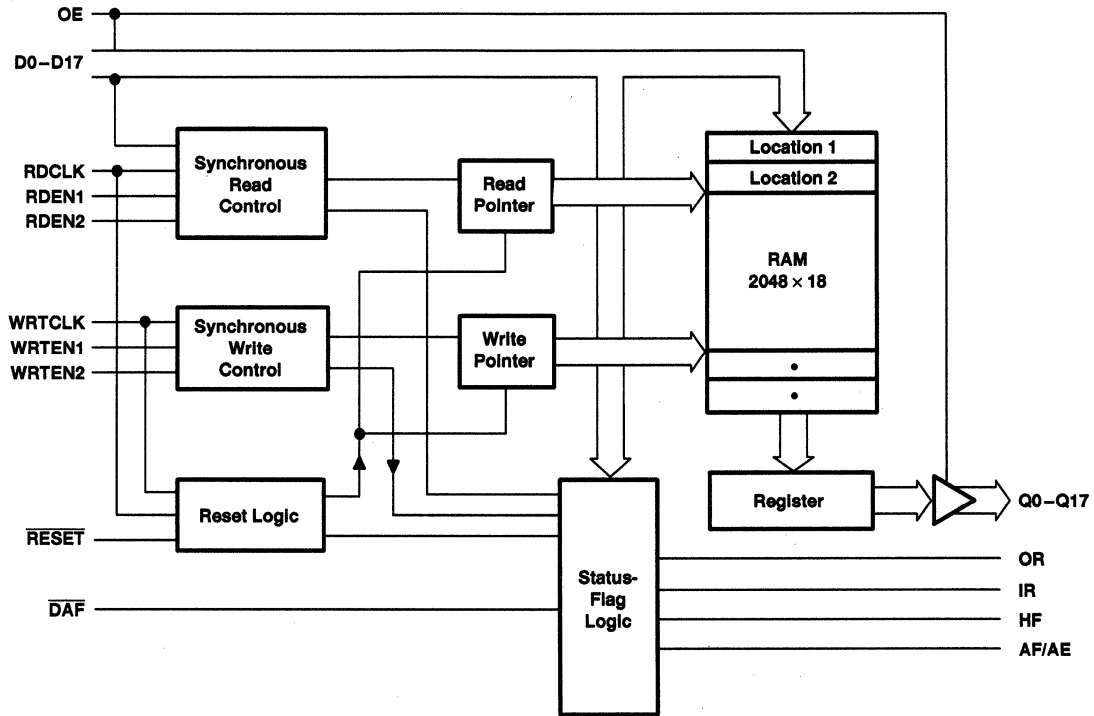 OE
D0–D17
RDCLK
RDEN1
RDEN2
Synchronous
Read
Control
Read
Pointer
Location 1
Location 2
RAM
2048 × 18
WRTCLK
WRTEN1
WRTEN2
Synchronous
Write
Control
Write
Pointer
Reset Logic
RESET
DAF
Status-
Flag
Logic
Register
Q0–Q17
OR
IR
HF
AF/AE